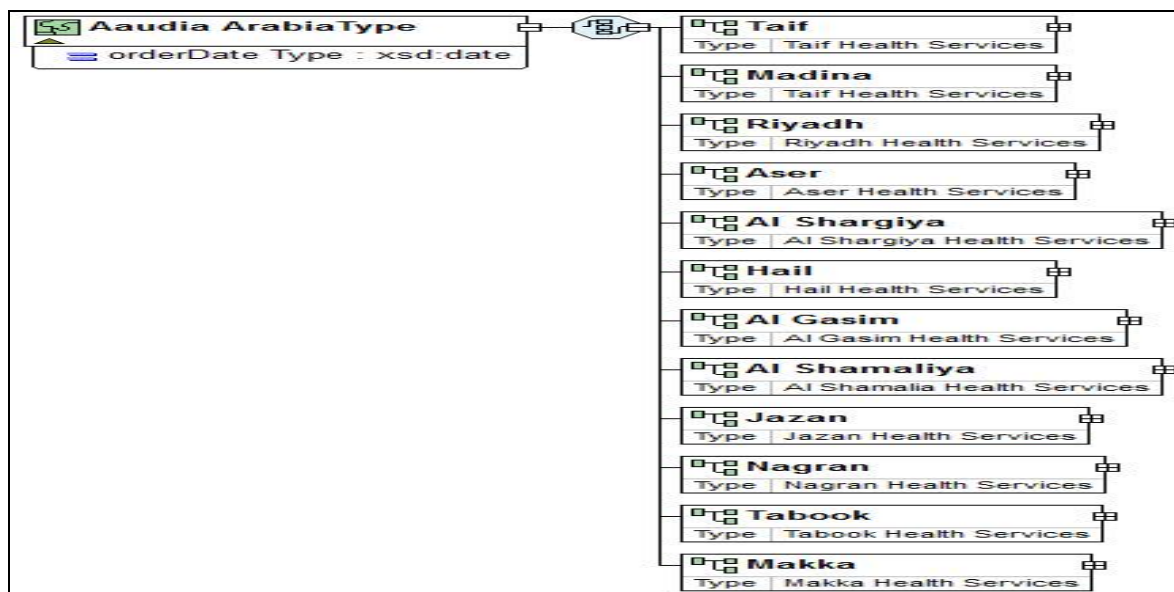 Aaudia ArabiaType
orderDate Type : xsd:date
Taif
Type Taif Health Services
Madina
Type Taif Health Services
Riyadh
Type Riyadh Health Services
Aser
Type Aser Health Services
Al Shargiya
Type Al Shargiya Health Services
Hail
Type Hail Health Services
Al Gasim
Type Al Gasim Health Services
Al Shamaliya
Type Al Shamalia Health Services
Jazan
Type Jazan Health Services
Nagran
Type Nagran Health Services
Tabook
Type Tabook Health Services
Makka
Type Makka Health Services